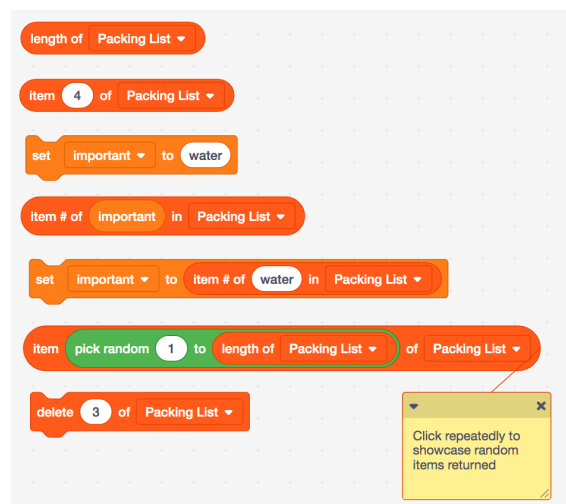 length of Packing List
item 4 of Packing List
set important to water
item # of important in Packing List
set important to item # of water in Packing List
item pick random 1 to length of Packing List of Packing List
delete 3 of Packing List
Click repeatedly to
showcase random
items returned